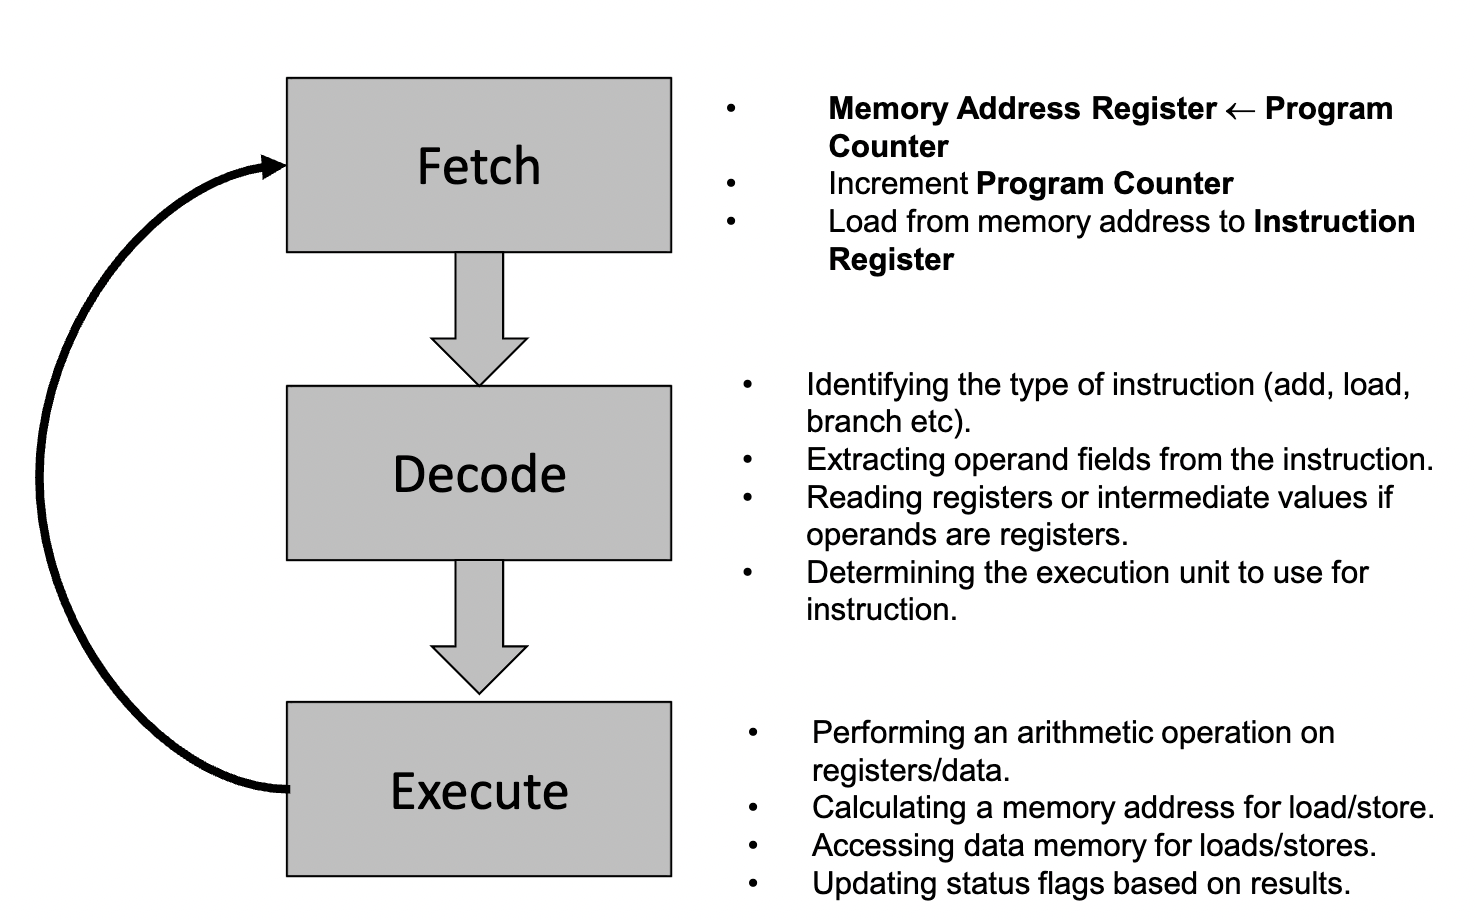 Fetch
• Memory Address Register ← Program
Counter
• Increment Program Counter
• Load from memory address to Instruction
Register
Decode
• Identifying the type of instruction (add, load,
branch etc).
• Extracting operand fields from the instruction.
• Reading registers or intermediate values if
operands are registers.
• Determining the execution unit to use for
instruction.
Execute
• Performing an arithmetic operation on
registers/data.
• Calculating a memory address for load/store.
• Accessing data memory for loads/stores.
• Updating status flags based on results.